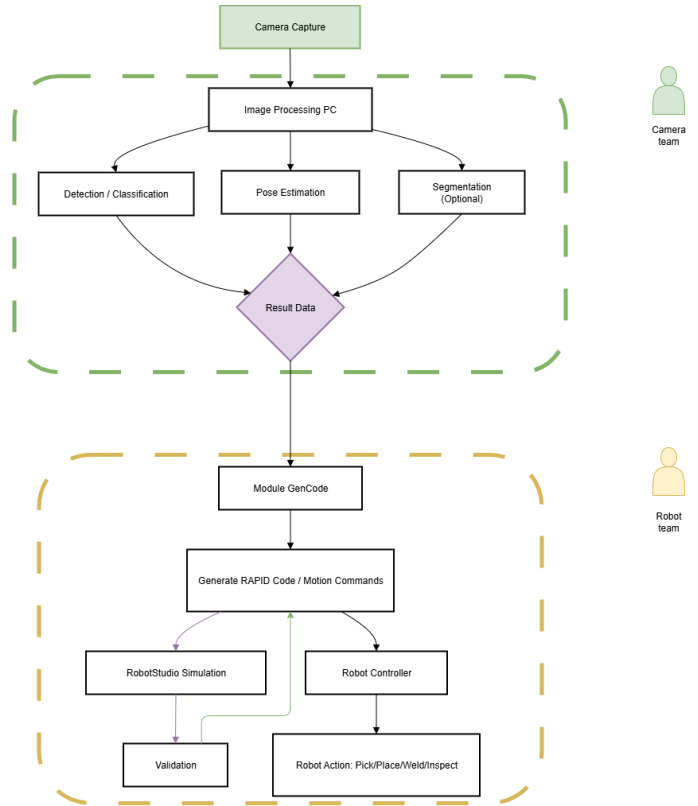 Camera Capture
Image Processing PC
Camera
team
Detection / Classification
Pose Estimation
Segmentation
(Optional)
Result Data
Module GenCode
Robot
team
Generate RAPID Code / Motion Commands
RobotStudio Simulation
Robot Controller
Validation
Robot Action: Pick/Place/Weld/Inspect